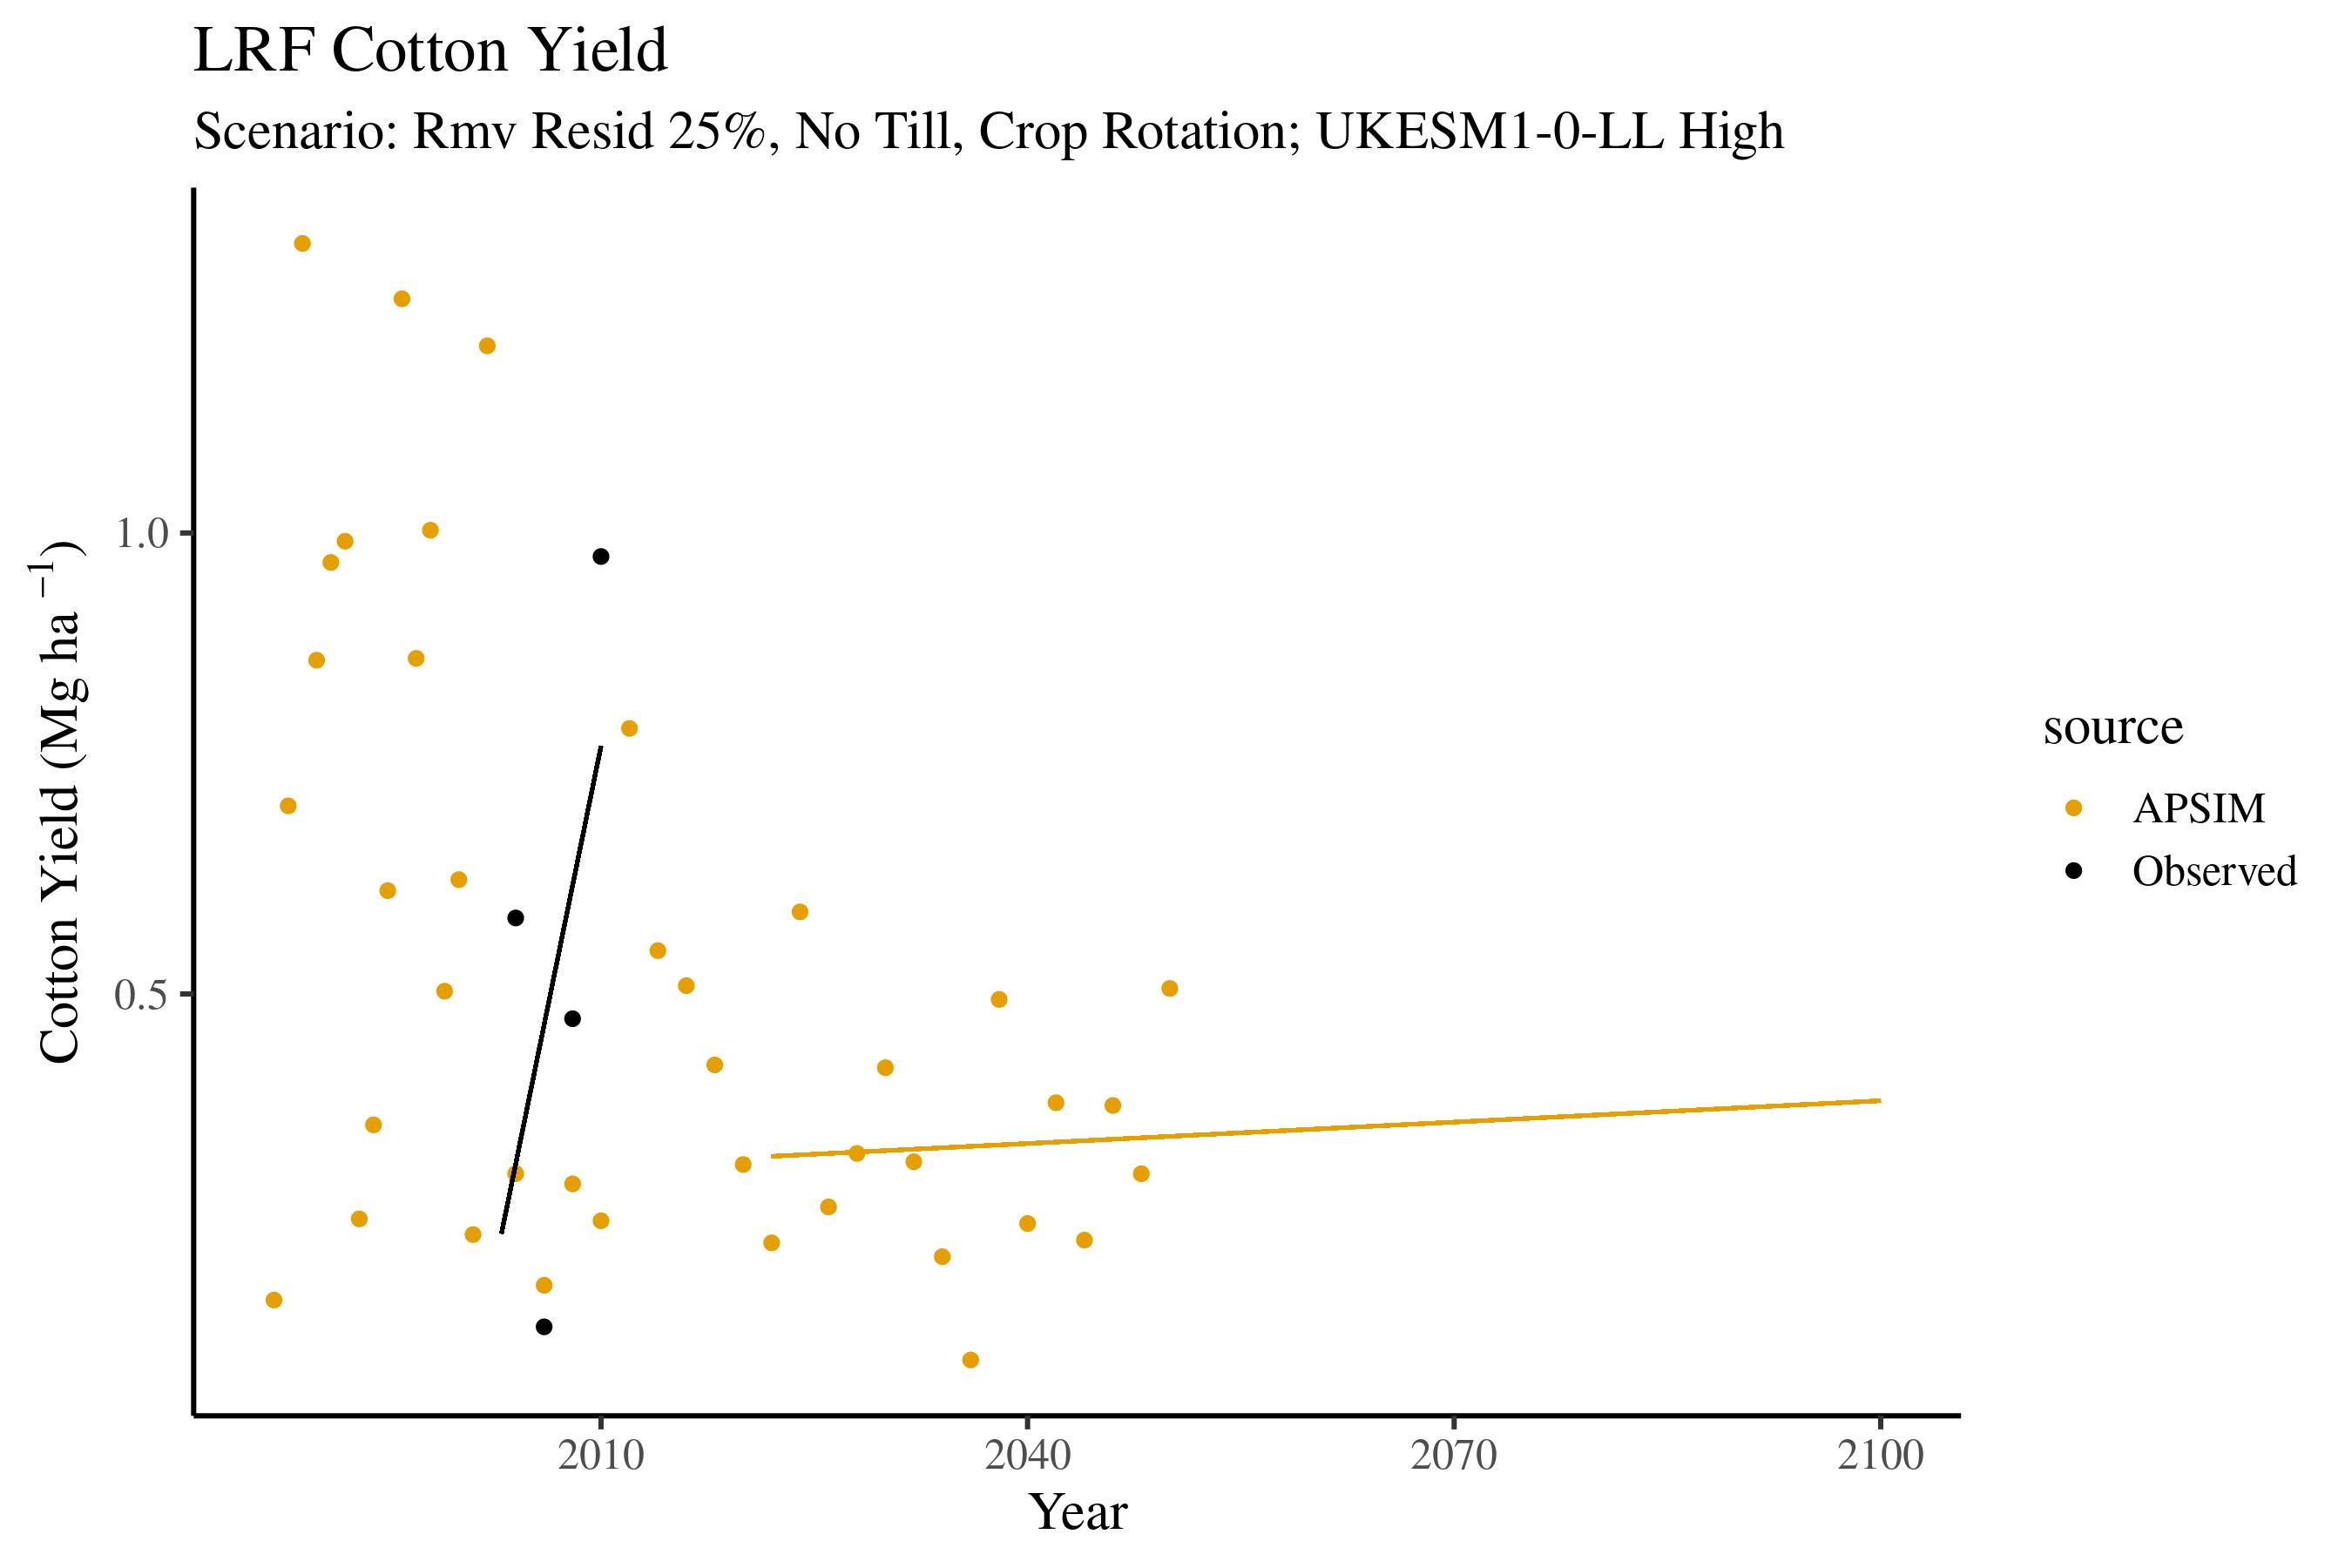 LRF Cotton Yield
Scenario: Rmv Resid 25%, No Till, Crop Rotation; UKESM1-0-LL High
Cotton Yield (Mg ha ⁻¹)
1.0
0.5
2010 2040 2070 2100
Year
source
APSIM
Observed